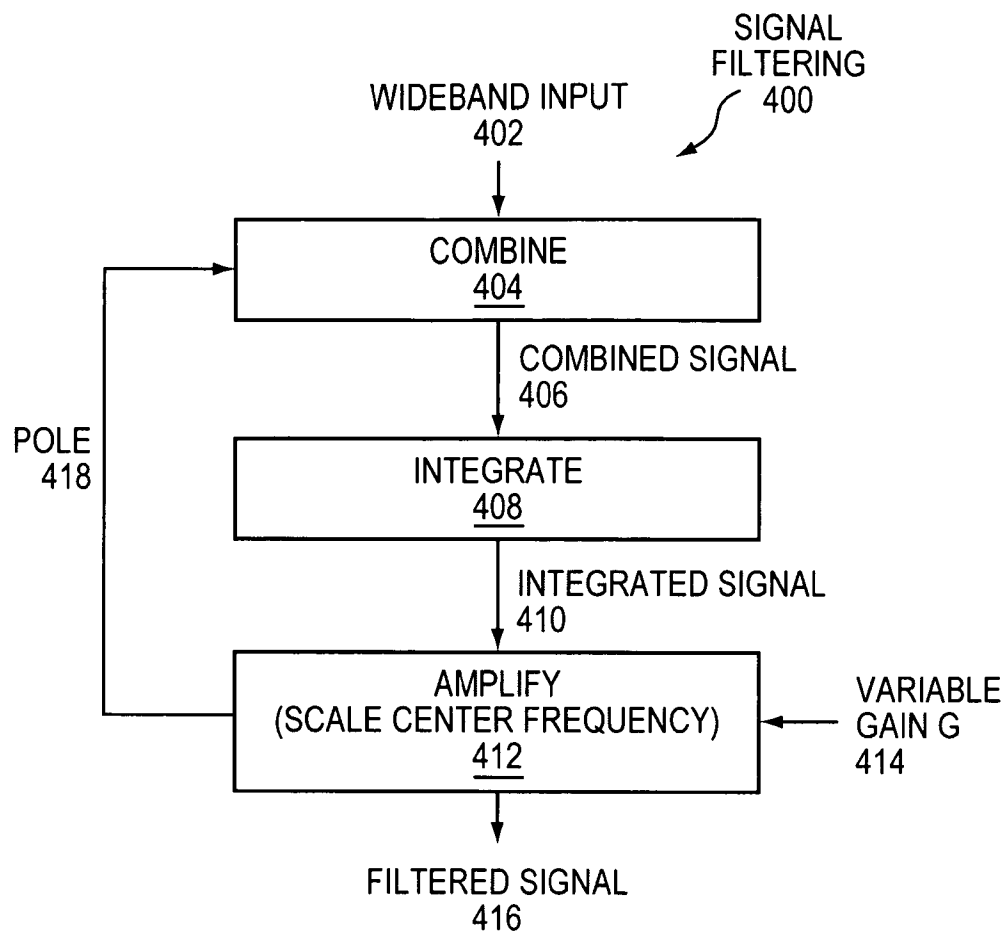 SIGNAL
FILTERING
400
WIDEBAND INPUT
402
COMBINE
404
COMBINED SIGNAL
406
POLE
418
INTEGRATE
408
INTEGRATED SIGNAL
410
AMPLIFY
(SCALE CENTER FREQUENCY)
412
VARIABLE
GAIN G
414
FILTERED SIGNAL
416